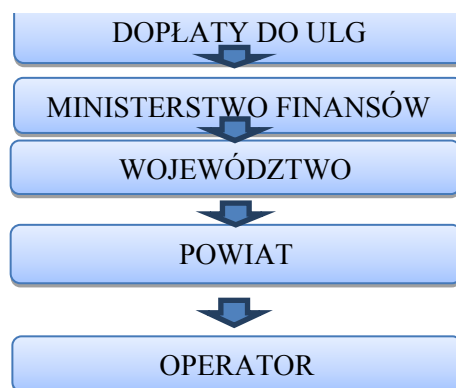 DOPŁATY DO ULG
MINISTERSTWO FINANSÓW
WOJEWÓDZTWO
POWIAT
OPERATOR